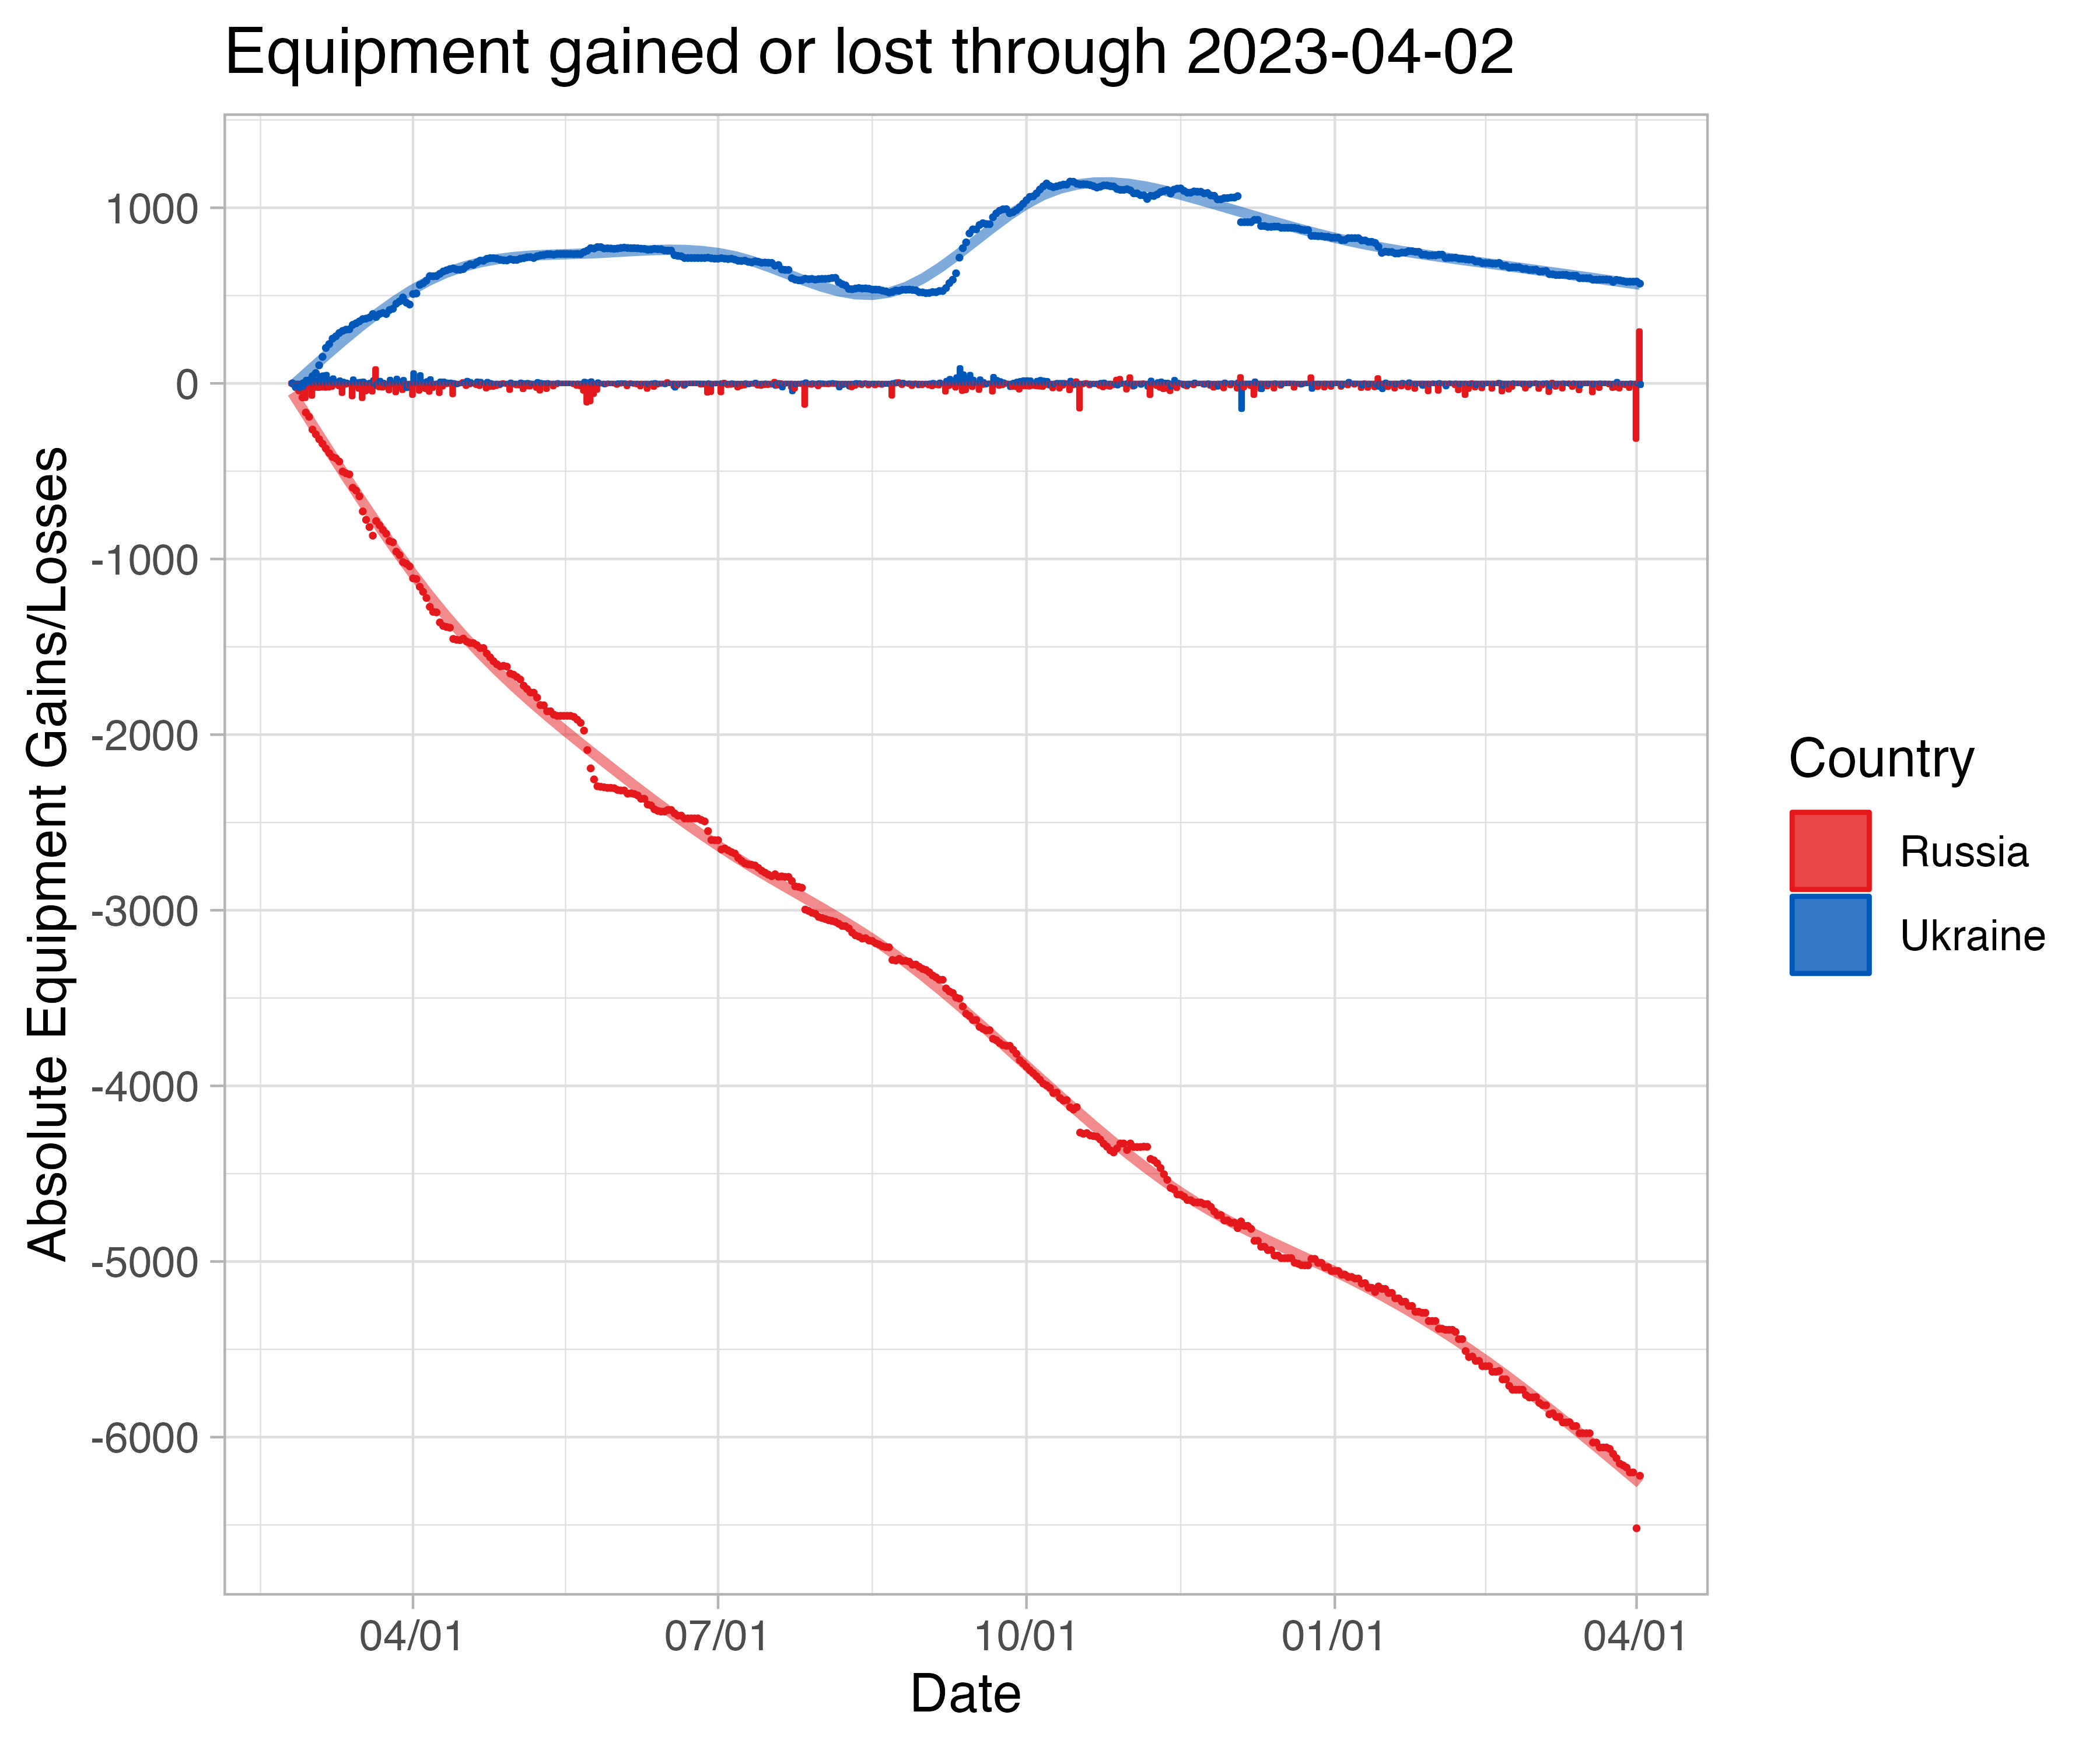 Equipment gained or lost through 2023-04-02
Absolute Equipment Gains/Losses
1000
0
-1000
-2000
-3000
-4000
-5000
-6000
04/01
07/01
10/01
01/01
04/01
Date
Country
Russia
Ukraine